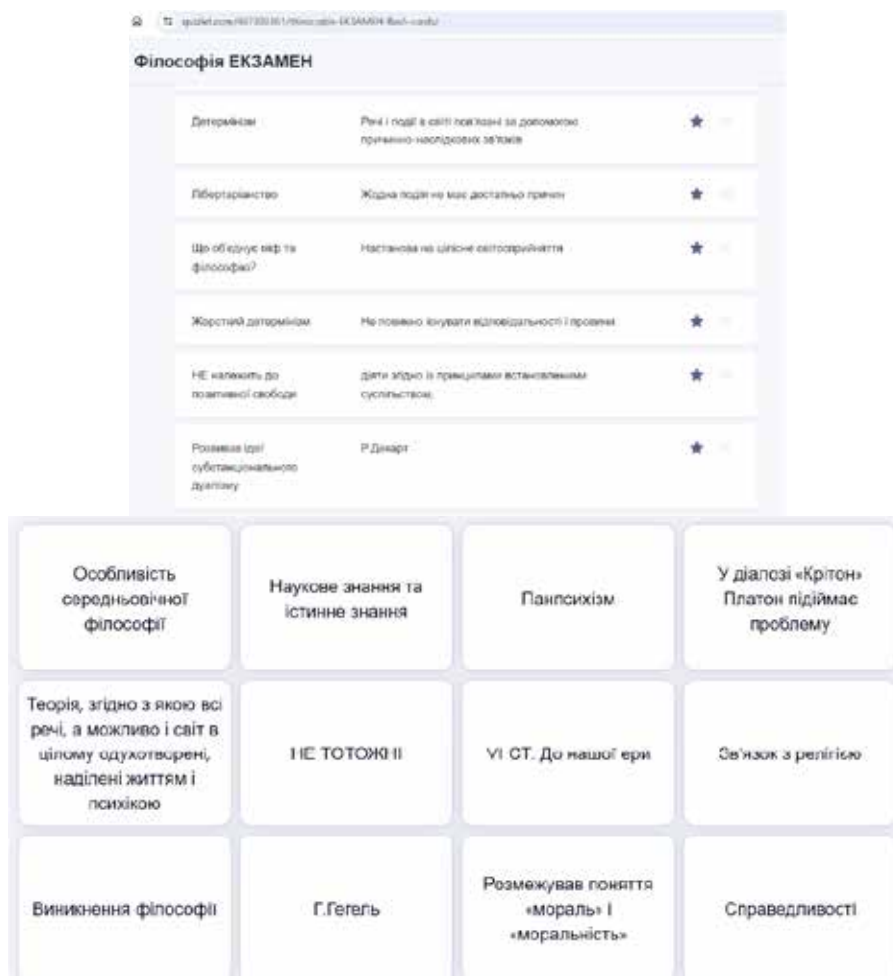 Філософія ЕКЗАМЕН
Детермінізм
Речі і події в світі пов'язані за допомогою
причинно-наслідкових зв'язків
Лібертаріанство
Жодна подія не має достатньо причин
Що об'єднує міф та
філософію?
Настанова на цілісне світосприйняття
Жорсткий детермінізм
Не повинно існувати відповідальності і провини
НЕ належить до
позитивної свободи
діяти згідно із принципами встановленими
суспільством,
Розвивав ідеї
субстанціонального
дуалізму
Р.Декарт
Особливість
середньовічної
філософії
Наукове знання та
істинне знання
Панпсихізм
У діалозі «Крітон»
Платон підіймає
проблему
Теорія, згідно з якою всі
речі, а можливо і світ в
цілому одухотворені,
наділені життям і
психікою
НЕ ТОТОЖНІ
VI СТ. До нашої ери
Зв'язок з релігією
Виникнення філософії
Г.Гегель
Розмежував поняття
«мораль» і
«моральність»
Справедливості